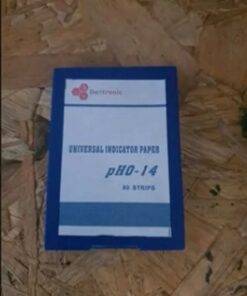 UNIVERSAL INDICATOR PAPER
pH0-14
80 STRIPS